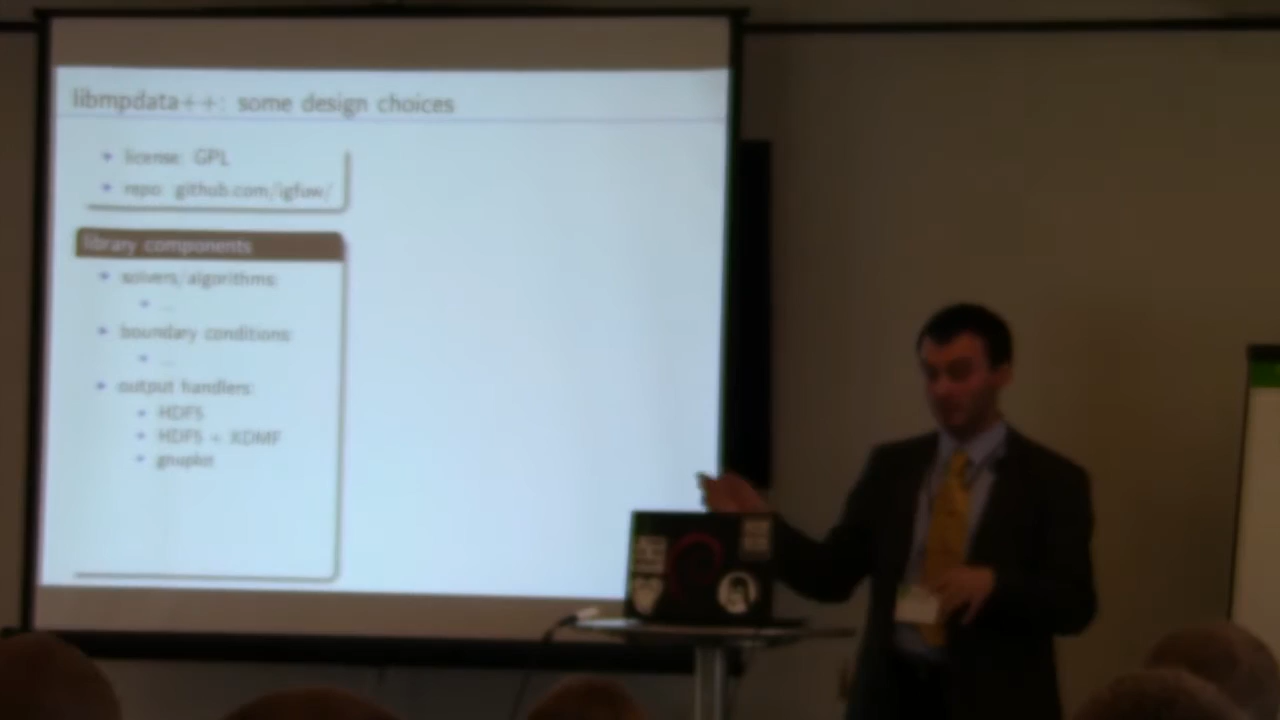 libmpdata++: some design choices
license: GPL
repo: github.com/igfuw/
library components
solvers/algorithms:
...
boundary conditions:
...
output handlers:
HDF5
HDF5 + XDMF
gnuplot